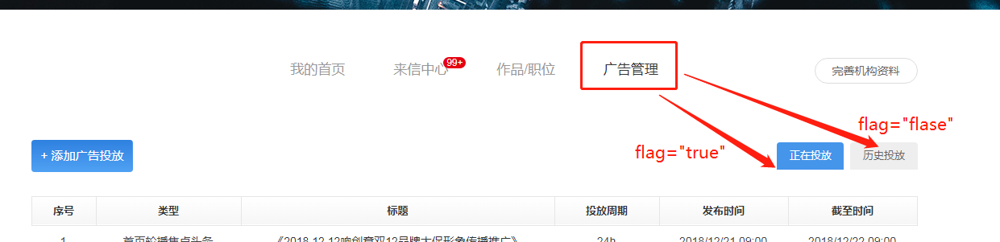 我的首页 来信中心 99+ 作品/职位 广告管理 完善机构资料
flag="flase"
+ 添加广告投放 flag="true" 正在投放 历史投放
序号 类型 标题 投放周期 发布时间 截至时间
1 首页轮播焦点头条 《2018.12.12响创意双12品牌大促形象传播推广》 24h 2018/12/21 09:00 2018/12/22 09:00